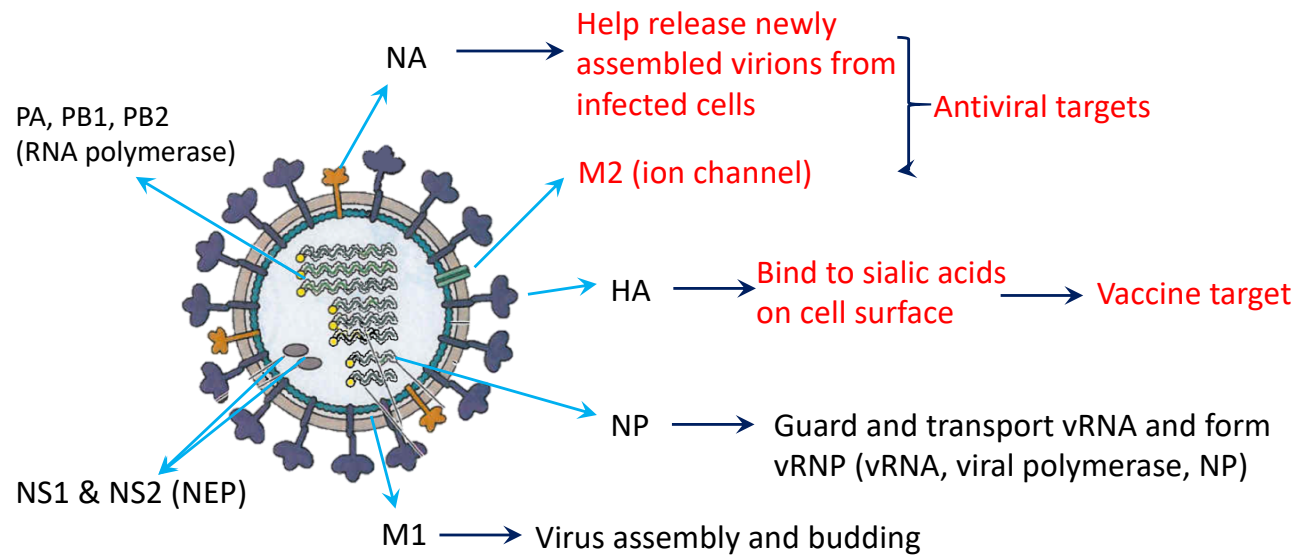 NA
Help release newly
assembled virions from
infected cells
Antiviral targets
PA, PB1, PB2
(RNA polymerase)
M2 (ion channel)
HA
Bind to sialic acids
on cell surface
Vaccine target
NP
Guard and transport vRNA and form
vRNP (vRNA, viral polymerase, NP)
NS1 & NS2 (NEP)
M1
Virus assembly and budding